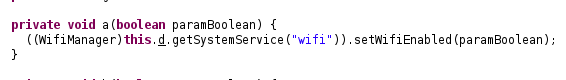 private void a(boolean paramBoolean) {
((WifiManager)this.d.getSystemService("wifi")).setWifiEnabled(paramBoolean);
}